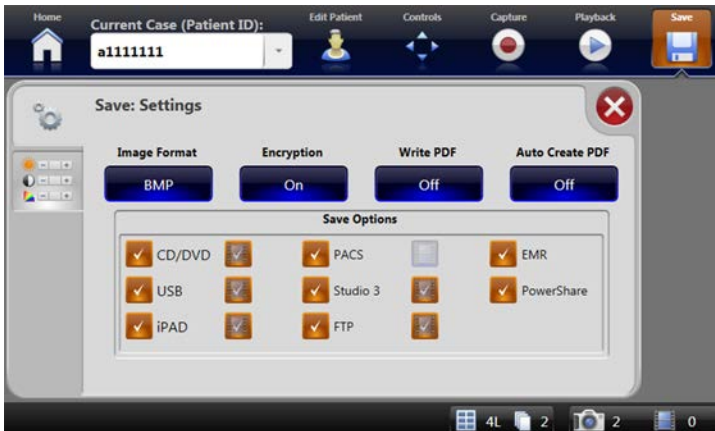 Home
Current Case (Patient ID):
Edit Patient
Controls
Capture
Playback
Save
a1111111
Save: Settings
Image Format
Encryption
Write PDF
Auto Create PDF
BMP
On
Off
Off
Save Options
CD/DVD
PACS
EMR
USB
Studio 3
PowerShare
iPAD
FTP
4L
2
2
0